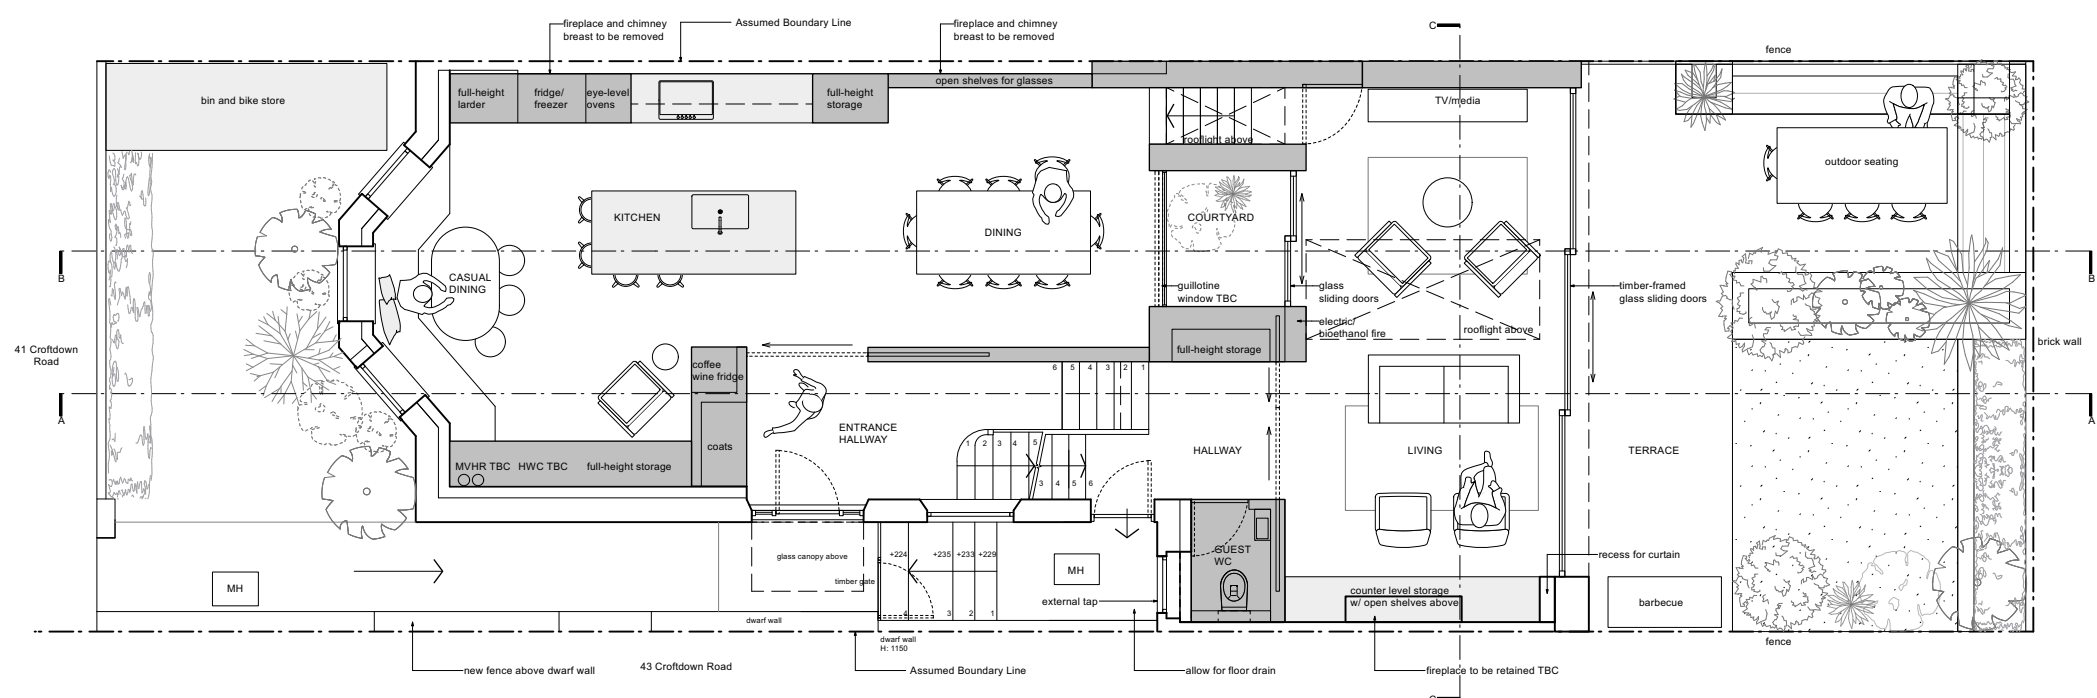 fireplace and chimney
breast to be removed
Assumed Boundary Line
fireplace and chimney
breast to be removed
C
fence
bin and bike store
full-height
larder
fridge/
freezer
eye-level
ovens
full-height
storage
open shelves for glasses
TV/media
rooflight above
outdoor seating
KITCHEN
DINING
COURTYARD
CASUAL
DINING
B
B
guillotine
window TBC
glass
sliding doors
timber-framed
glass sliding doors
electric/
bioethanol fire
rooflight above
41 Croftdown
Road
brick wall
full-height storage
coffee
wine fridge
6 5 4 3 2 1
A
A
ENTRANCE
HALLWAY
coats
1 2 3 4 5
HALLWAY
LIVING
TERRACE
MVHR TBC
HWC TBC
full-height storage
3 4 5 6
glass canopy above
+224
+235
+233
+229
GUEST
WC
recess for curtain
timber gate
MH
MH
external tap
counter level storage
w/ open shelves above
barbecue
4 3 2 1
dwarf wall
dwarf wall
H: 1150
fence
new fence above dwarf wall
43 Croftdown Road
Assumed Boundary Line
allow for floor drain
fireplace to be retained TBC